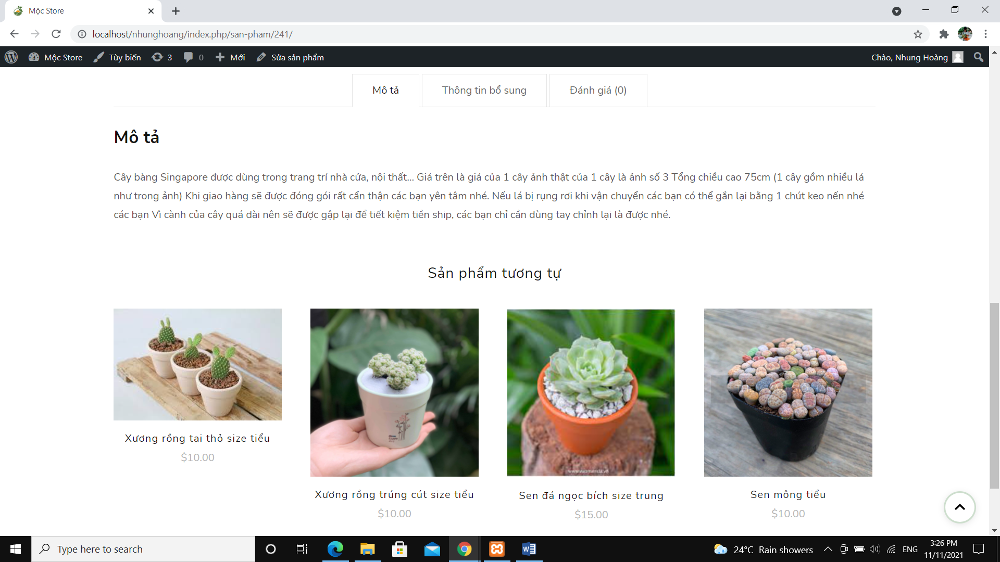 Mộc Store
localhost/nhunghoang/index.php/san-pham/241/
Mộc Store Tùy biến 3 0 Mới Sửa sản phẩm Chào, Nhung Hoàng
Mô tả Thông tin bổ sung Đánh giá (0)
Mô tả
Cây bàng Singapore được dùng trong trang trí nhà cửa, nội thất... Giá trên là giá của 1 cây ảnh thật của 1 cây là ảnh số 3 Tổng chiều cao 75cm (1 cây gồm nhiều lá
như trong ảnh) Khi giao hàng sẽ được đóng gói rất cẩn thận các bạn yên tâm nhé. Nếu lá bị rụng rơi khi vận chuyển các bạn có thể gắn lại bằng 1 chút keo nến nhé
các bạn Vì cành của cây quá dài nên sẽ được gập lại để tiết kiệm tiền ship, các bạn chỉ cần dùng tay chỉnh lại là được nhé.
Sản phẩm tương tự
Xương rồng tai thỏ size tiểu
$10.00
Xương rồng trúng cút size tiểu
$10.00
Sen đá ngọc bích size trung
$15.00
Sen mông tiểu
$10.00
Type here to search
24°C Rain showers
ENG
3:26 PM
11/11/2021